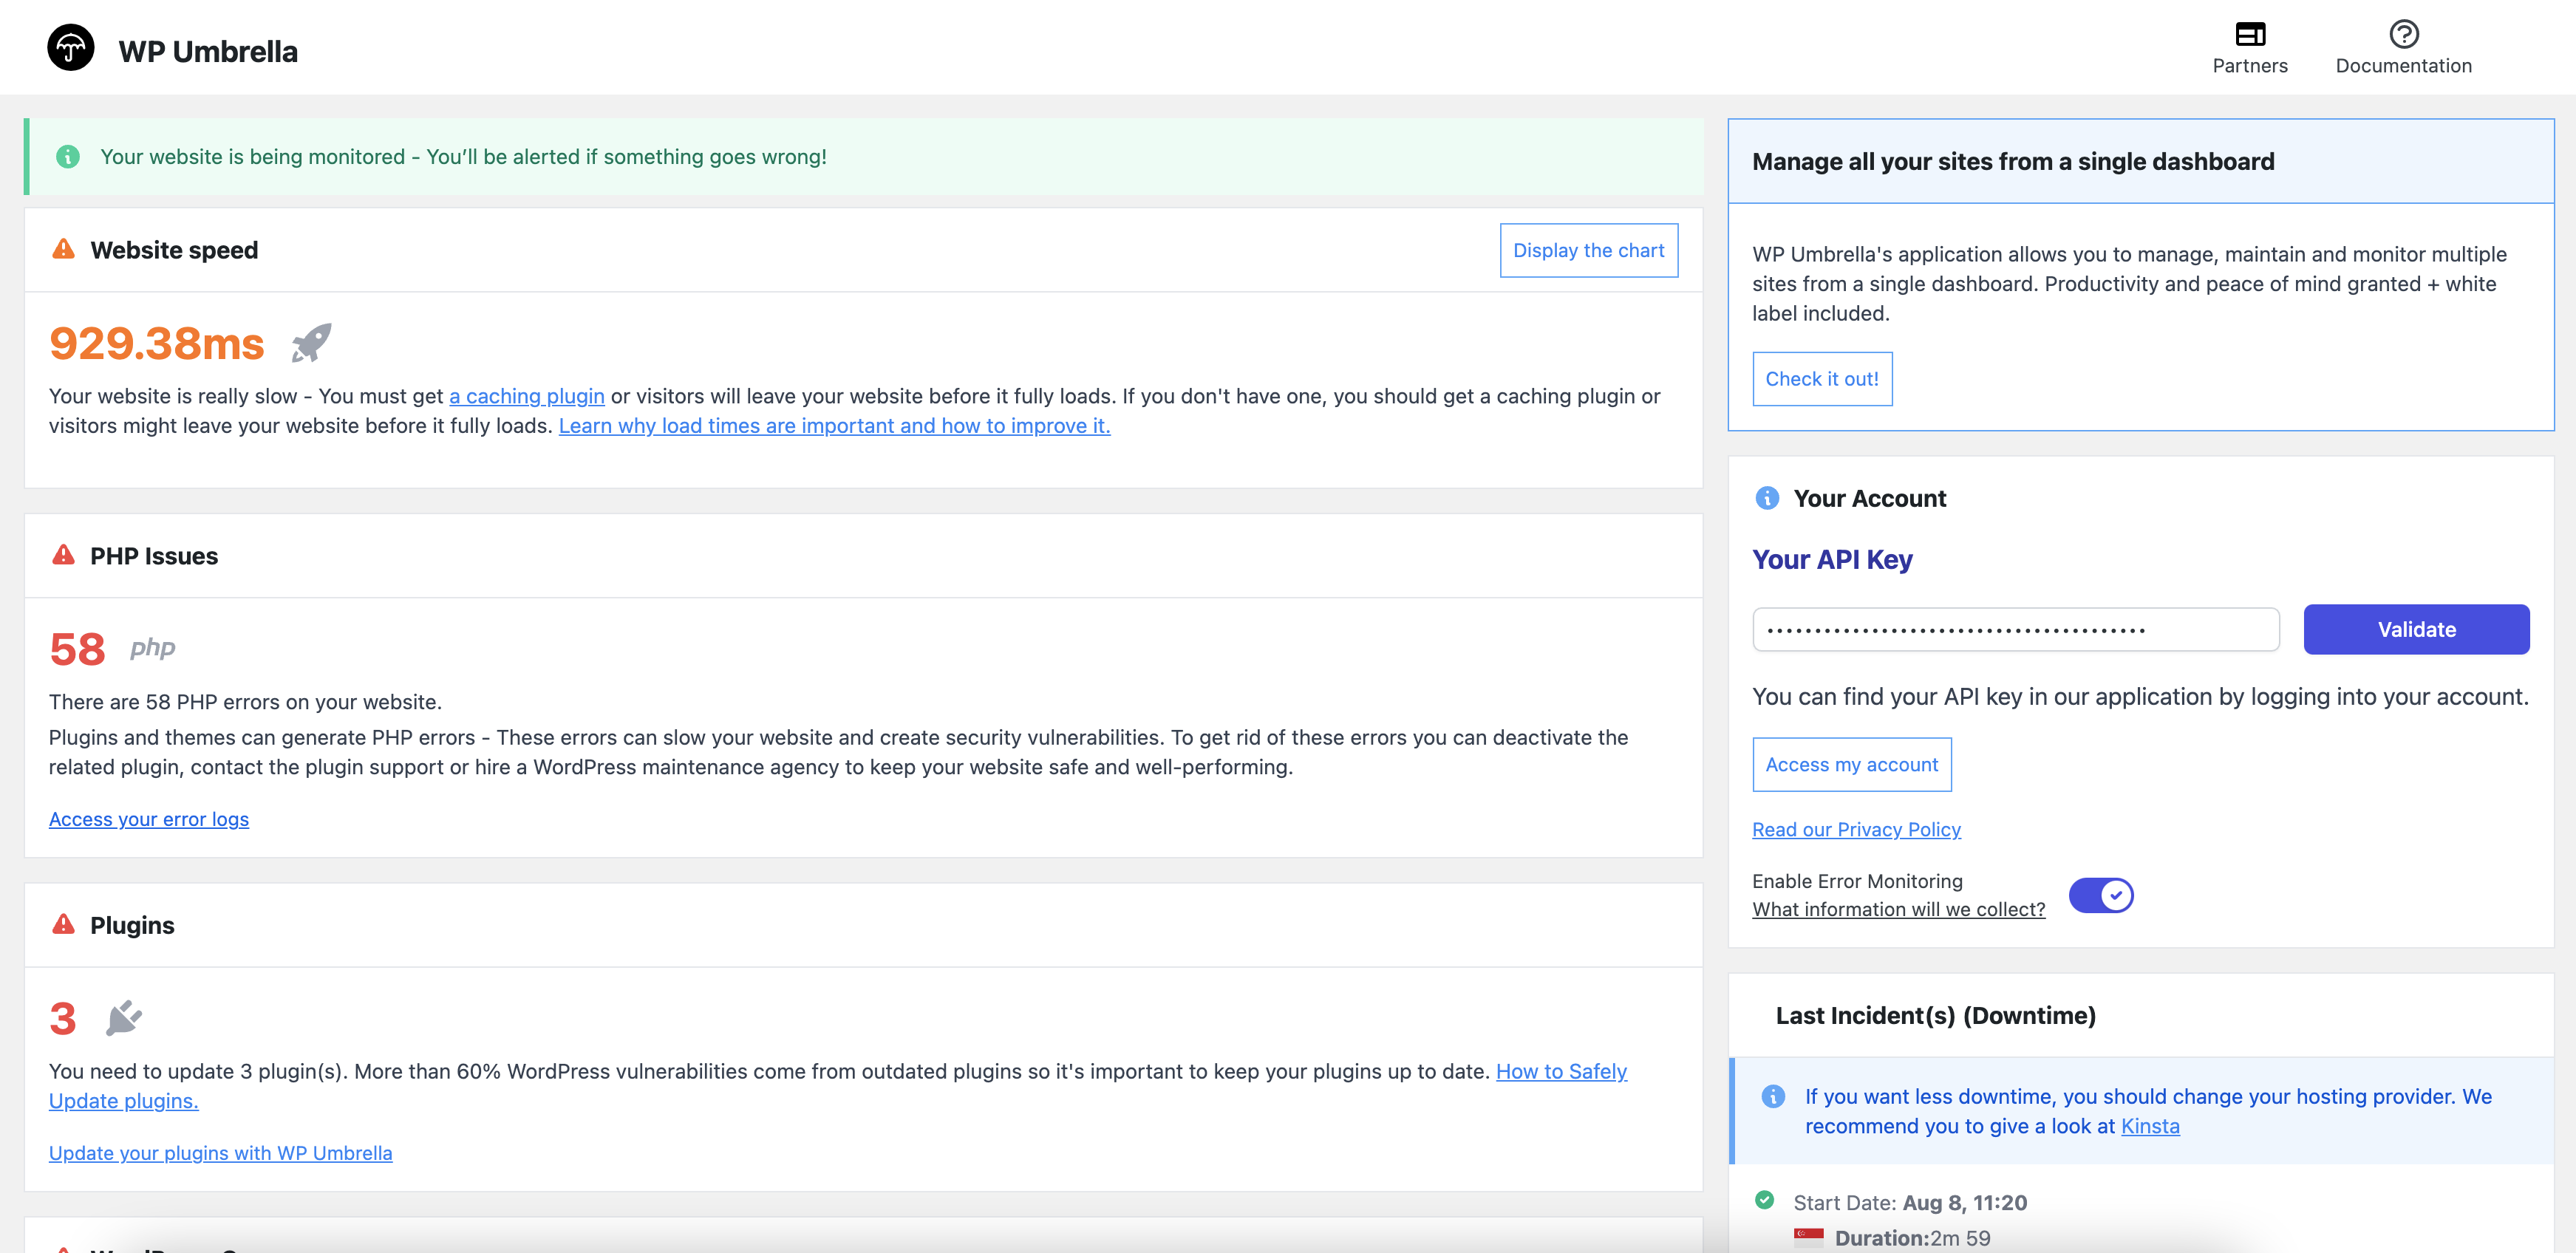 WP Umbrella
Partners
Documentation
Your website is being monitored - You’ll be alerted if something goes wrong!
Website speed
Display the chart
929.38ms
Your website is really slow - You must get a caching plugin or visitors will leave your website before it fully loads. If you don't have one, you should get a caching plugin or
visitors might leave your website before it fully loads. Learn why load times are important and how to improve it.
PHP Issues
58 php
There are 58 PHP errors on your website.
Plugins and themes can generate PHP errors - These errors can slow your website and create security vulnerabilities. To get rid of these errors you can deactivate the
related plugin, contact the plugin support or hire a WordPress maintenance agency to keep your website safe and well-performing.
Access your error logs
Plugins
3
You need to update 3 plugin(s). More than 60% WordPress vulnerabilities come from outdated plugins so it's important to keep your plugins up to date. How to Safely
Update plugins.
Update your plugins with WP Umbrella
Manage all your sites from a single dashboard
WP Umbrella's application allows you to manage, maintain and monitor multiple
sites from a single dashboard. Productivity and peace of mind granted + white
label included.
Check it out!
Your Account
Your API Key
Validate
You can find your API key in our application by logging into your account.
Access my account
Read our Privacy Policy
Enable Error Monitoring
What information will we collect?
Last Incident(s) (Downtime)
If you want less downtime, you should change your hosting provider. We
recommend you to give a look at Kinsta
Start Date: Aug 8, 11:20
Duration:2m 59